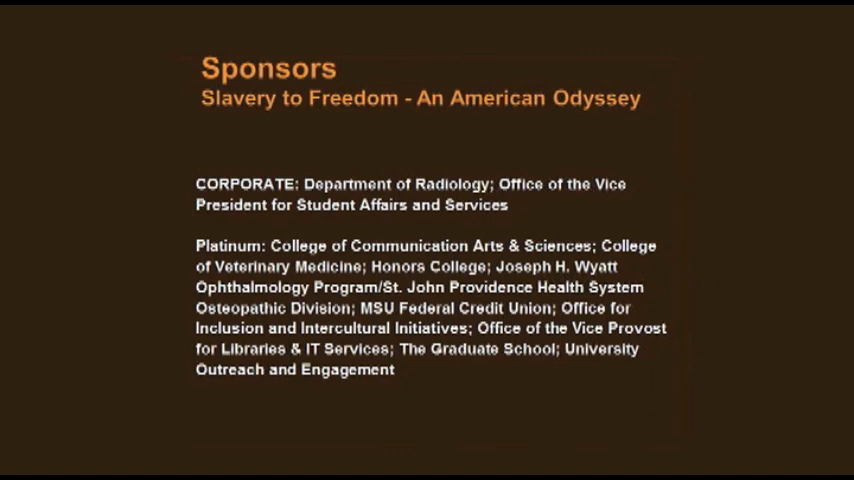 Sponsors
Slavery to Freedom - An American Odyssey
CORPORATE: Department of Radiology; Office of the Vice
President for Student Affairs and Services
Platinum: College of Communication Arts & Sciences; College
of Veterinary Medicine; Honors College; Joseph H. Wyatt
Ophthalmology Program/St. John Providence Health System
Osteopathic Division; MSU Federal Credit Union; Office for
Inclusion and Intercultural Initiatives; Office of the Vice Provost
for Libraries & IT Services; The Graduate School; University
Outreach and Engagement